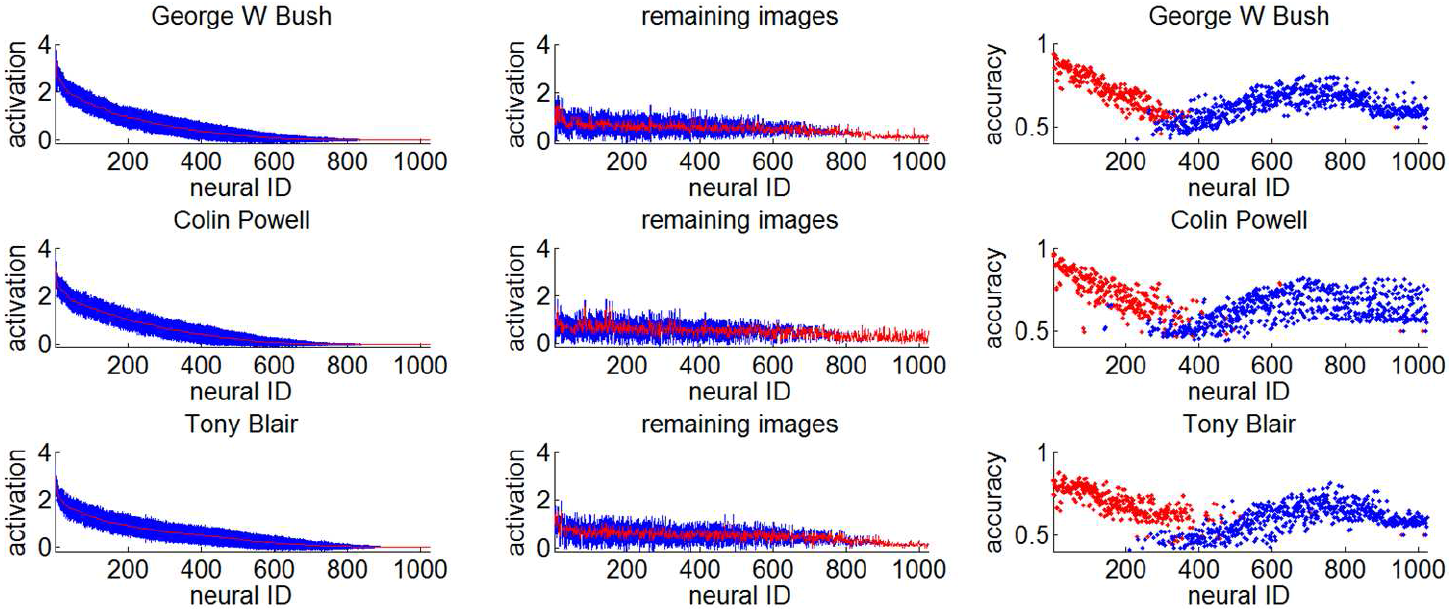 George W Bush
remaining images
George W Bush
activation
4
2
0
200 400 600 800 1000
neural ID
activation
4
2
0
200 400 600 800 1000
neural ID
accuracy
1
0.5
200 400 600 800 1000
neural ID
Colin Powell
remaining images
Colin Powell
activation
4
2
0
200 400 600 800 1000
neural ID
activation
4
2
0
200 400 600 800 1000
neural ID
accuracy
1
0.5
200 400 600 800 1000
neural ID
Tony Blair
remaining images
Tony Blair
activation
4
2
0
200 400 600 800 1000
neural ID
activation
4
2
0
200 400 600 800 1000
neural ID
accuracy
1
0.5
200 400 600 800 1000
neural ID